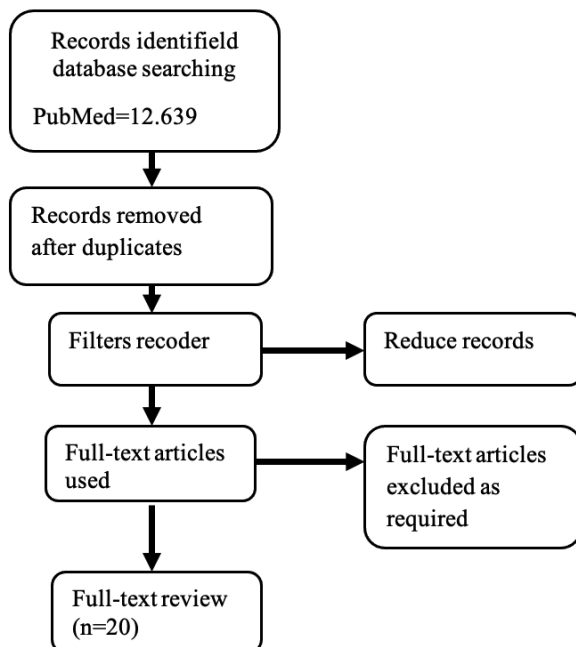 Records identifield
database searching
PubMed=12.639
Records removed
after duplicates
Filters recoder
Reduce records
Full-text articles
used
Full-text articles
excluded as
required
Full-text review
(n=20)